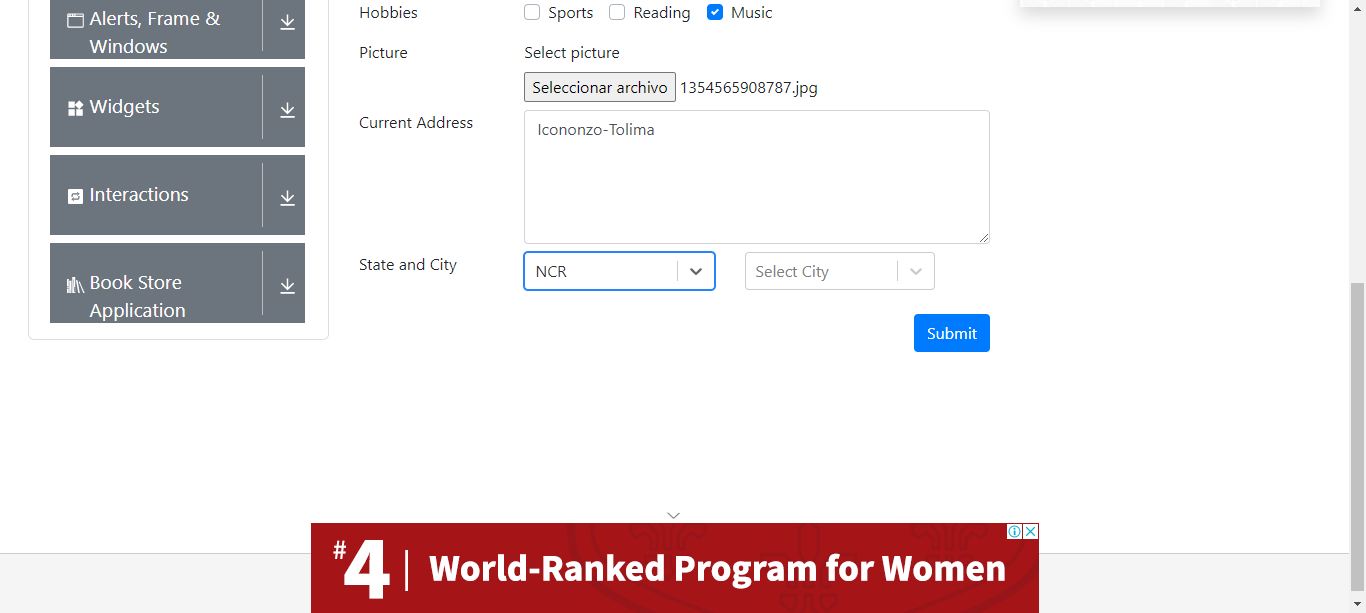 Alerts, Frame &
Windows
Widgets
Interactions
Book Store
Application
Hobbies
Sports Reading Music
Picture
Select picture
Seleccionar archivo 1354565908787.jpg
Current Address
Icononzo-Tolima
State and City
NCR
Select City
Submit
#4 | World-Ranked Program for Women